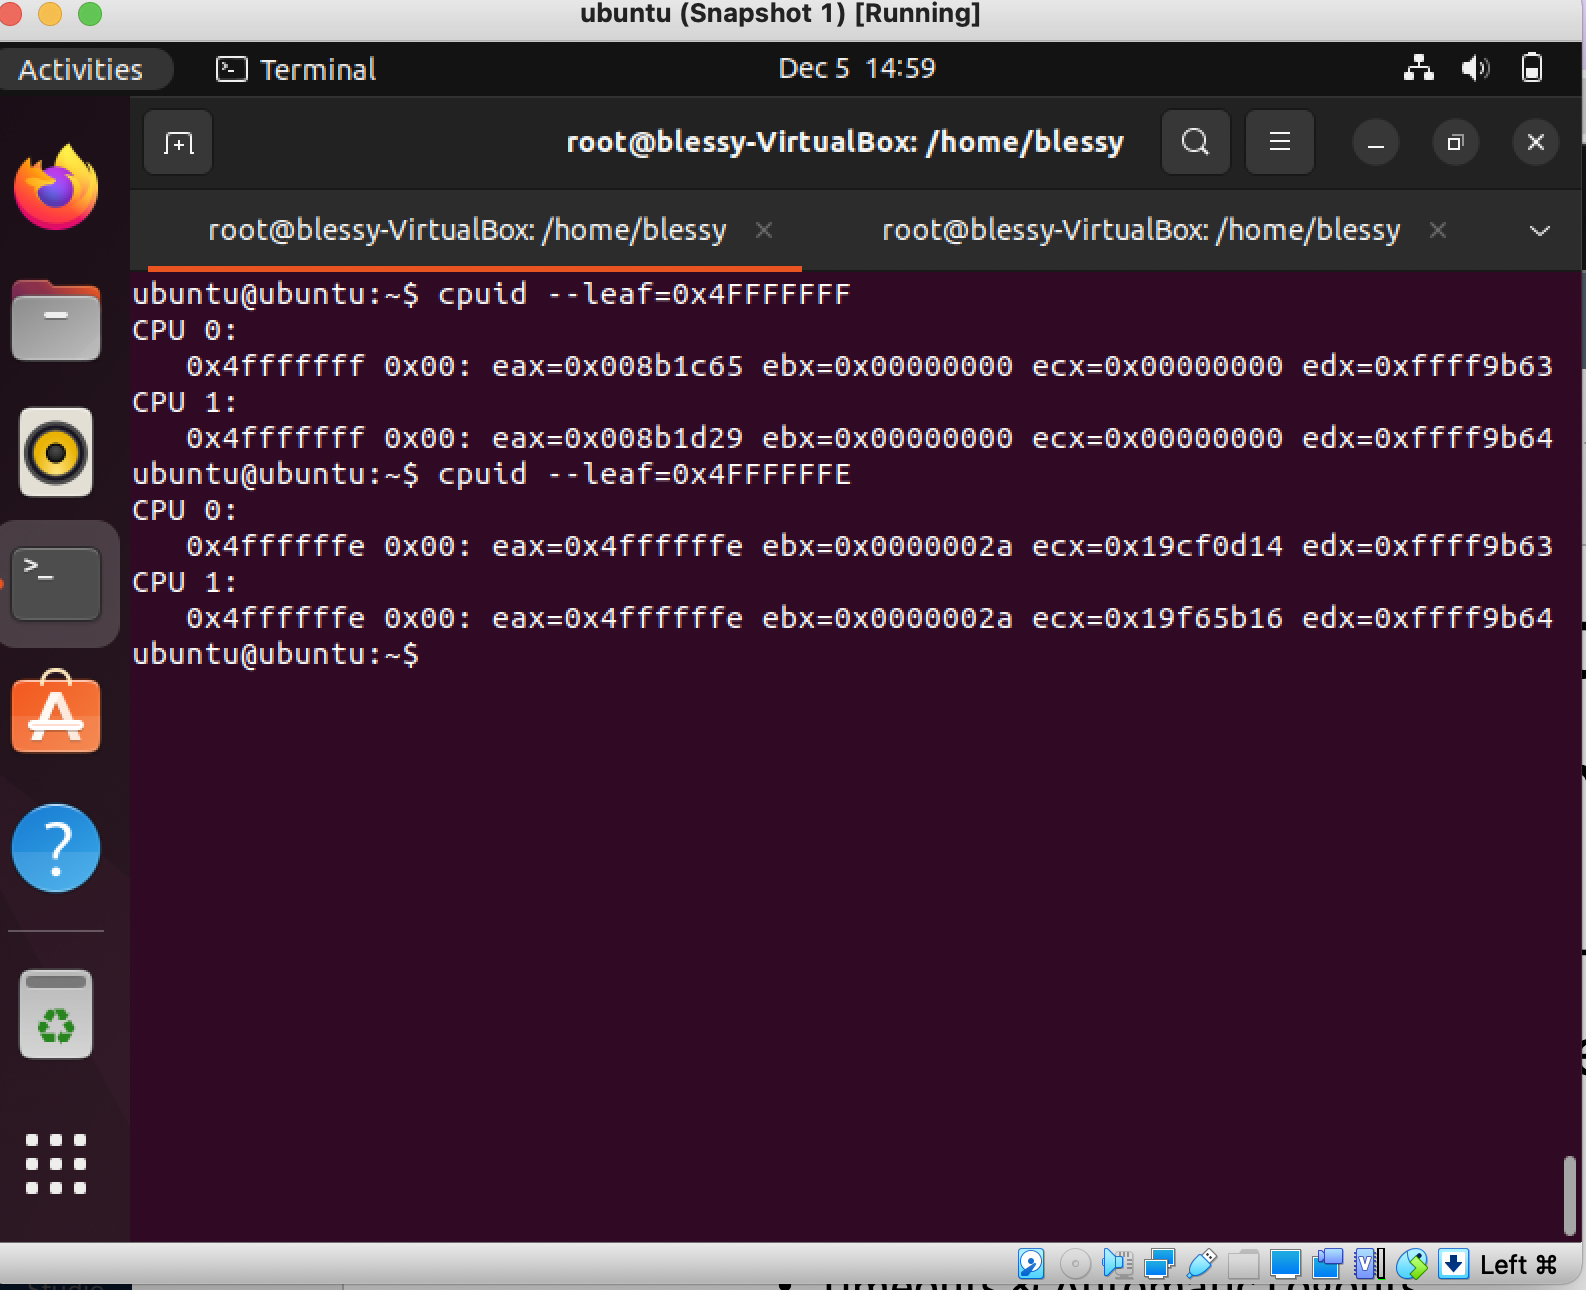 ubuntu (Snapshot 1) [Running]
Activities
Terminal
Dec 5 14:59
root@blessy-VirtualBox: /home/blessy
root@blessy-VirtualBox: /home/blessy
root@blessy-VirtualBox: /home/blessy
ubuntu@ubuntu:~$ cpuid --leaf=0x4FFFFFFF
CPU 0:
0x4fffffff 0x00: eax=0x008b1c65 ebx=0x00000000 ecx=0x00000000 edx=0xffff9b63
CPU 1:
0x4fffffff 0x00: eax=0x008b1d29 ebx=0x00000000 ecx=0x00000000 edx=0xffff9b64
ubuntu@ubuntu:~$ cpuid --leaf=0x4FFFFFFE
CPU 0:
0x4ffffffe 0x00: eax=0x4ffffffe ebx=0x0000002a ecx=0x19cf0d14 edx=0xffff9b63
CPU 1:
0x4ffffffe 0x00: eax=0x4ffffffe ebx=0x0000002a ecx=0x19f65b16 edx=0xffff9b64
ubuntu@ubuntu:~$
Left ⌘